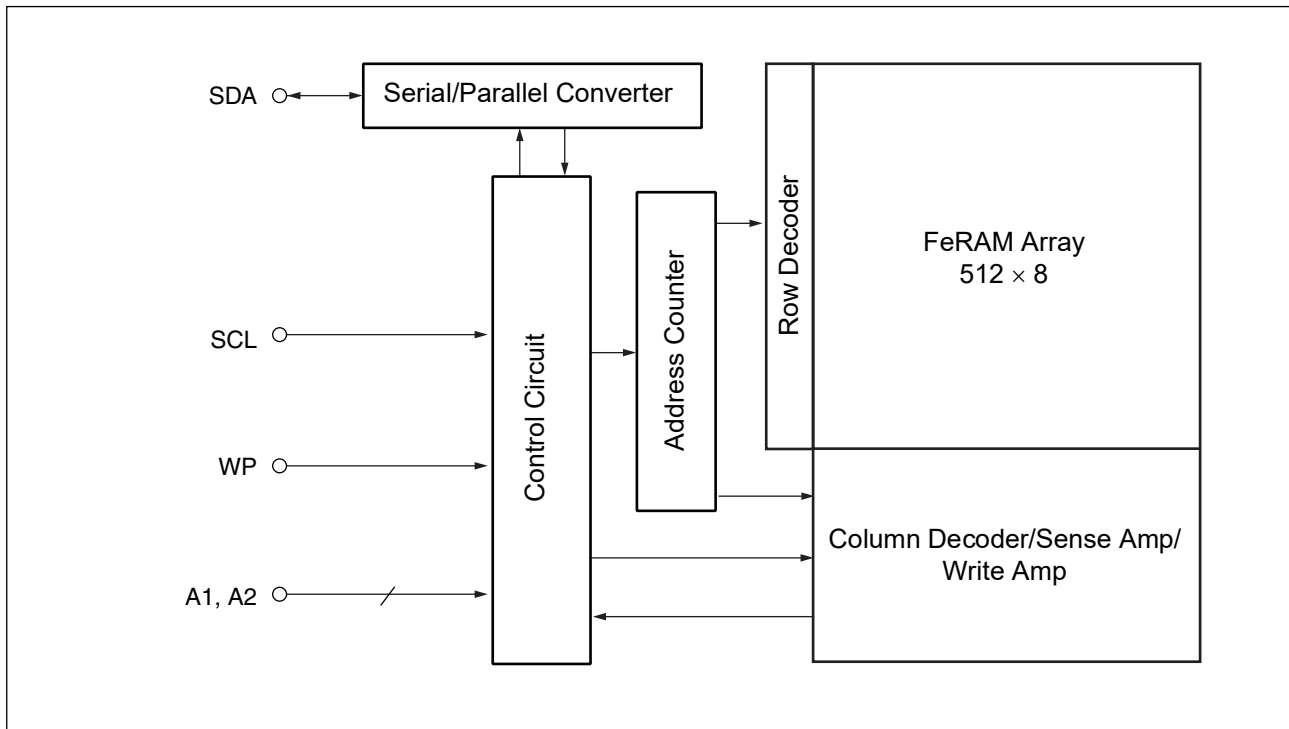 SDA
Serial/Parallel Converter
SCL
WP
A1, A2
Control Circuit
Address Counter
Row Decoder
FeRAM Array
512 × 8
Column Decoder/Sense Amp/
Write Amp